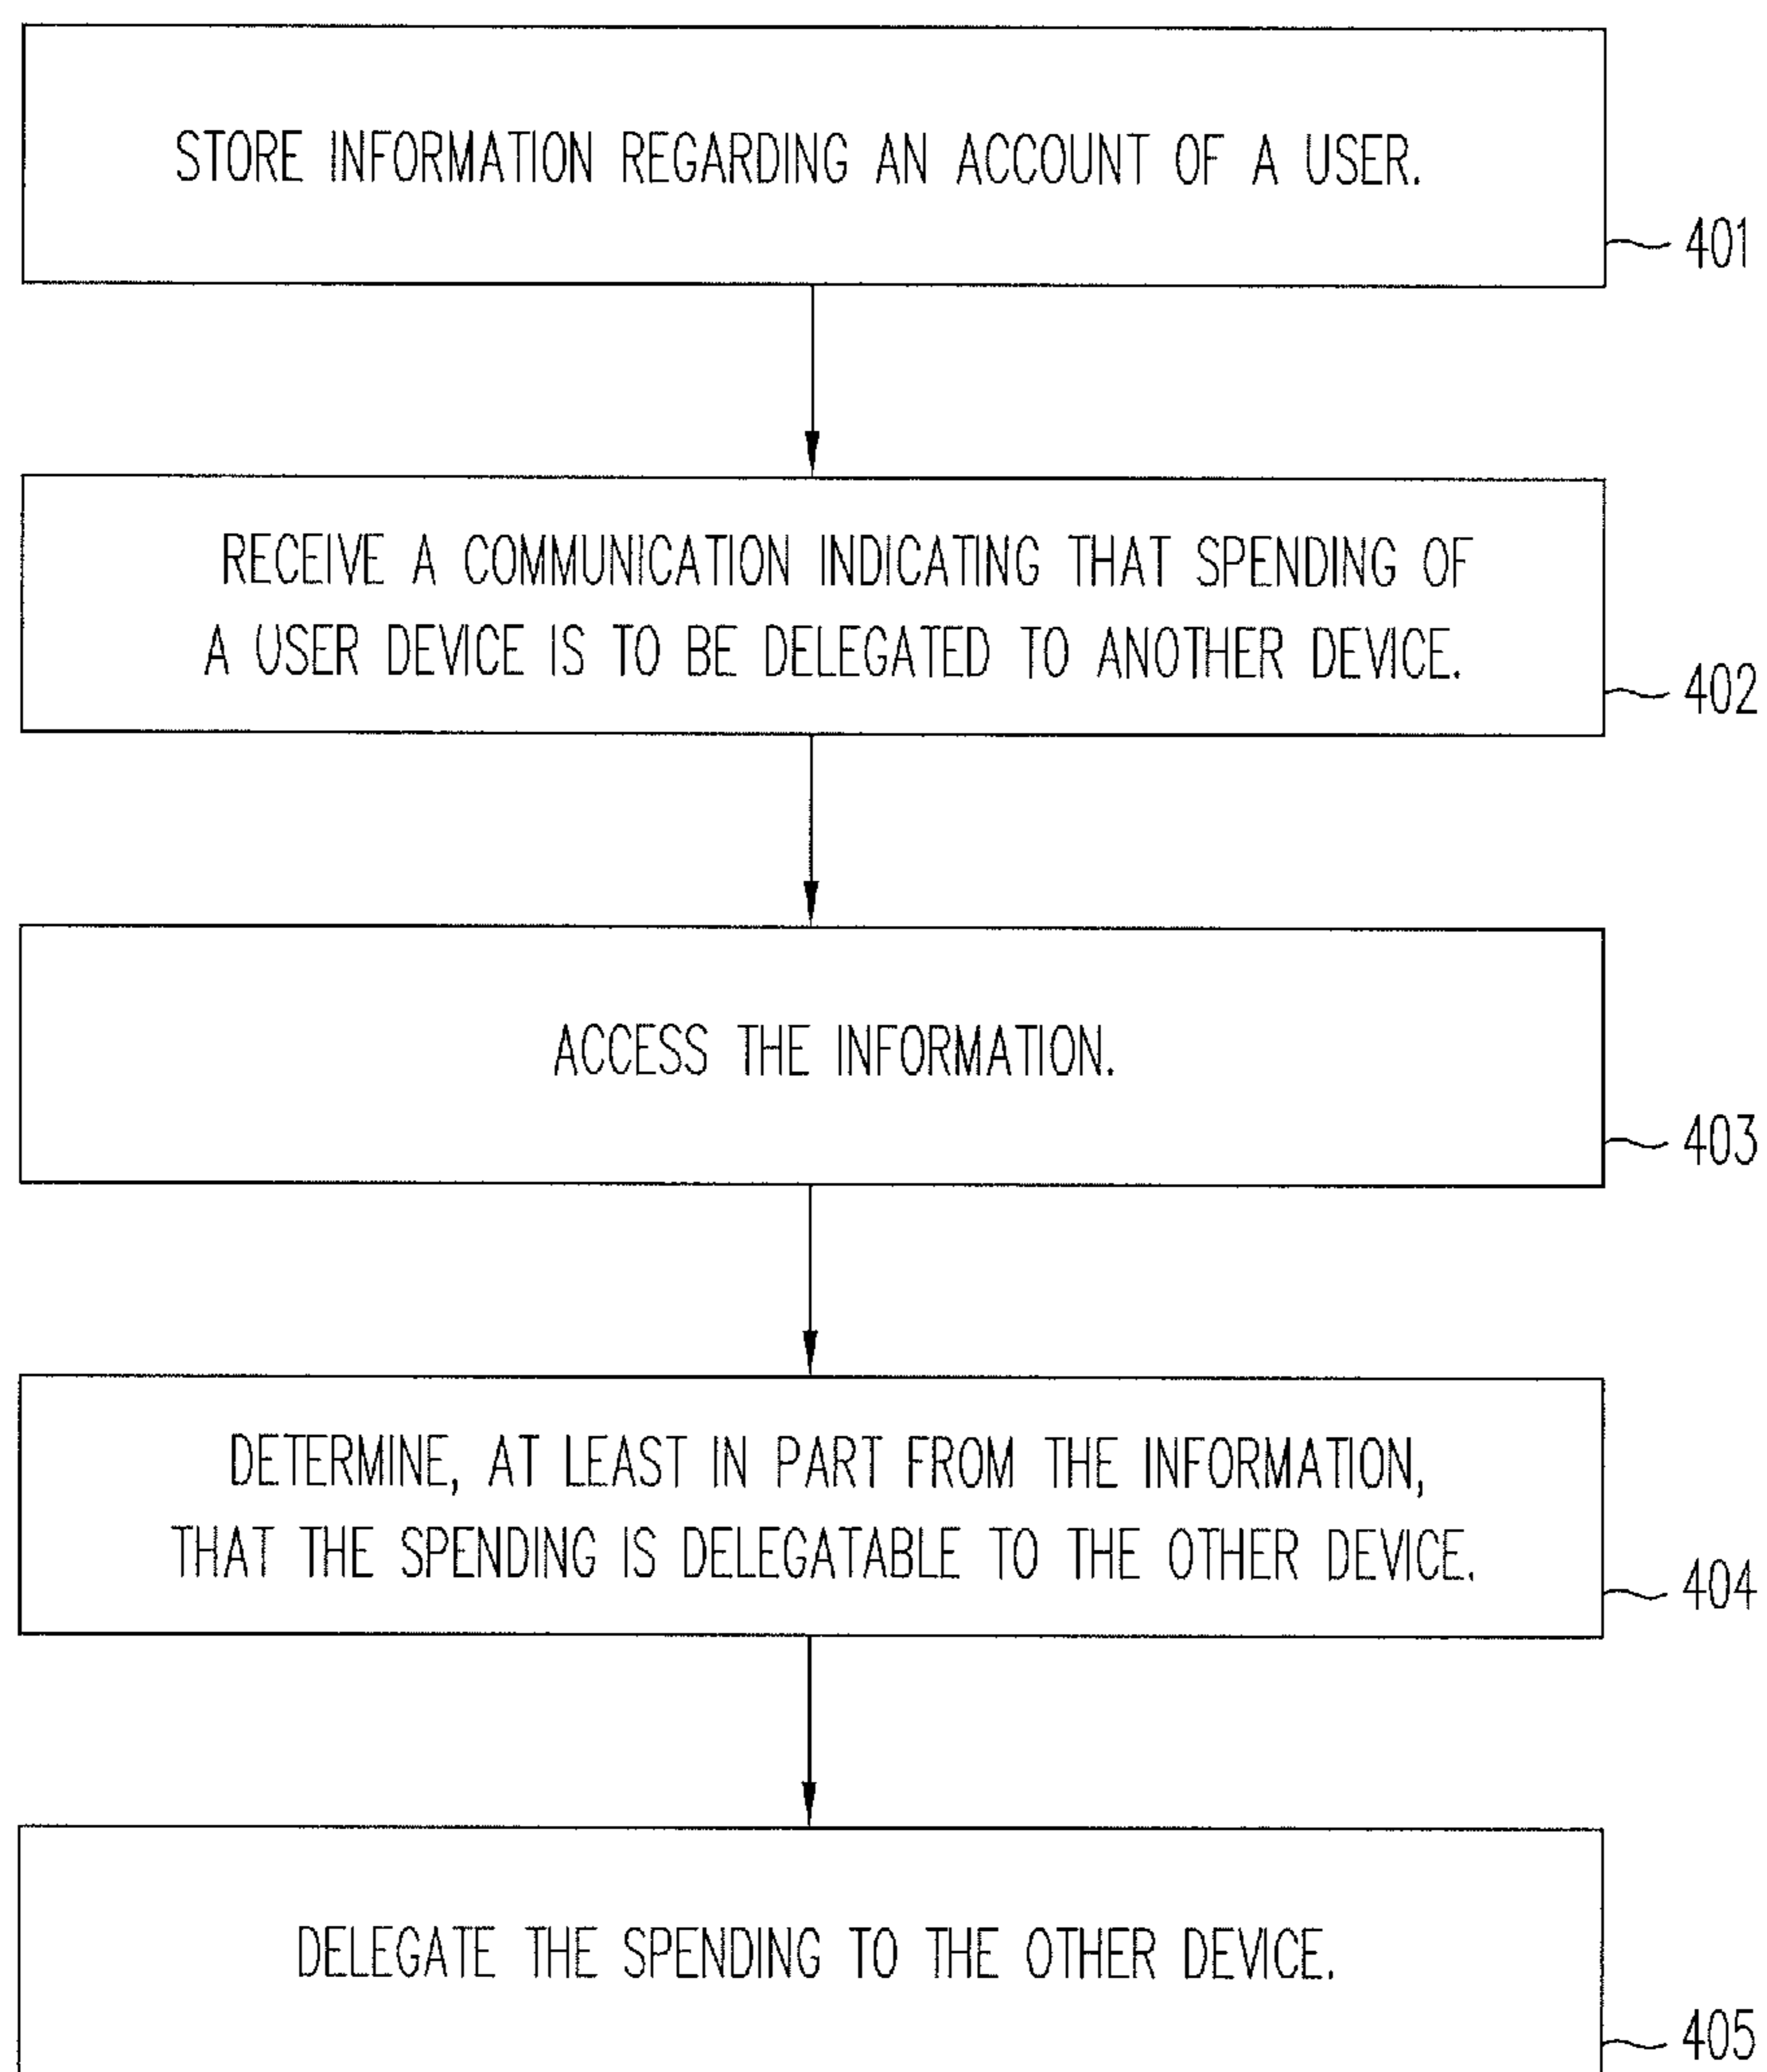 STORE INFORMATION REGARDING AN ACCOUNT OF A USER.
401
RECEIVE A COMMUNICATION INDICATING THAT SPENDING OF
A USER DEVICE IS TO BE DELEGATED TO ANOTHER DEVICE.
402
ACCESS THE INFORMATION.
403
DETERMINE, AT LEAST IN PART FROM THE INFORMATION,
THAT THE SPENDING IS DELEGATABLE TO THE OTHER DEVICE.
404
DELEGATE THE SPENDING TO THE OTHER DEVICE.
405